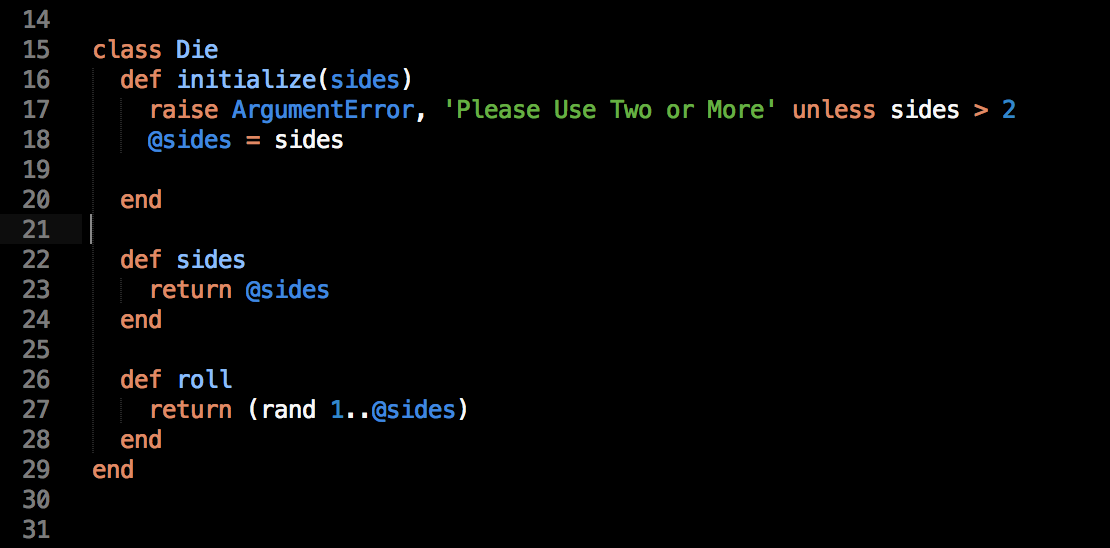 14
15 class Die
16   def initialize(sides)
17     raise ArgumentError, 'Please Use Two or More' unless sides > 2
18     @sides = sides
19
20   end
21
22   def sides
23     return @sides
24   end
25
26   def roll
27     return (rand 1..@sides)
28   end
29 end
30
31